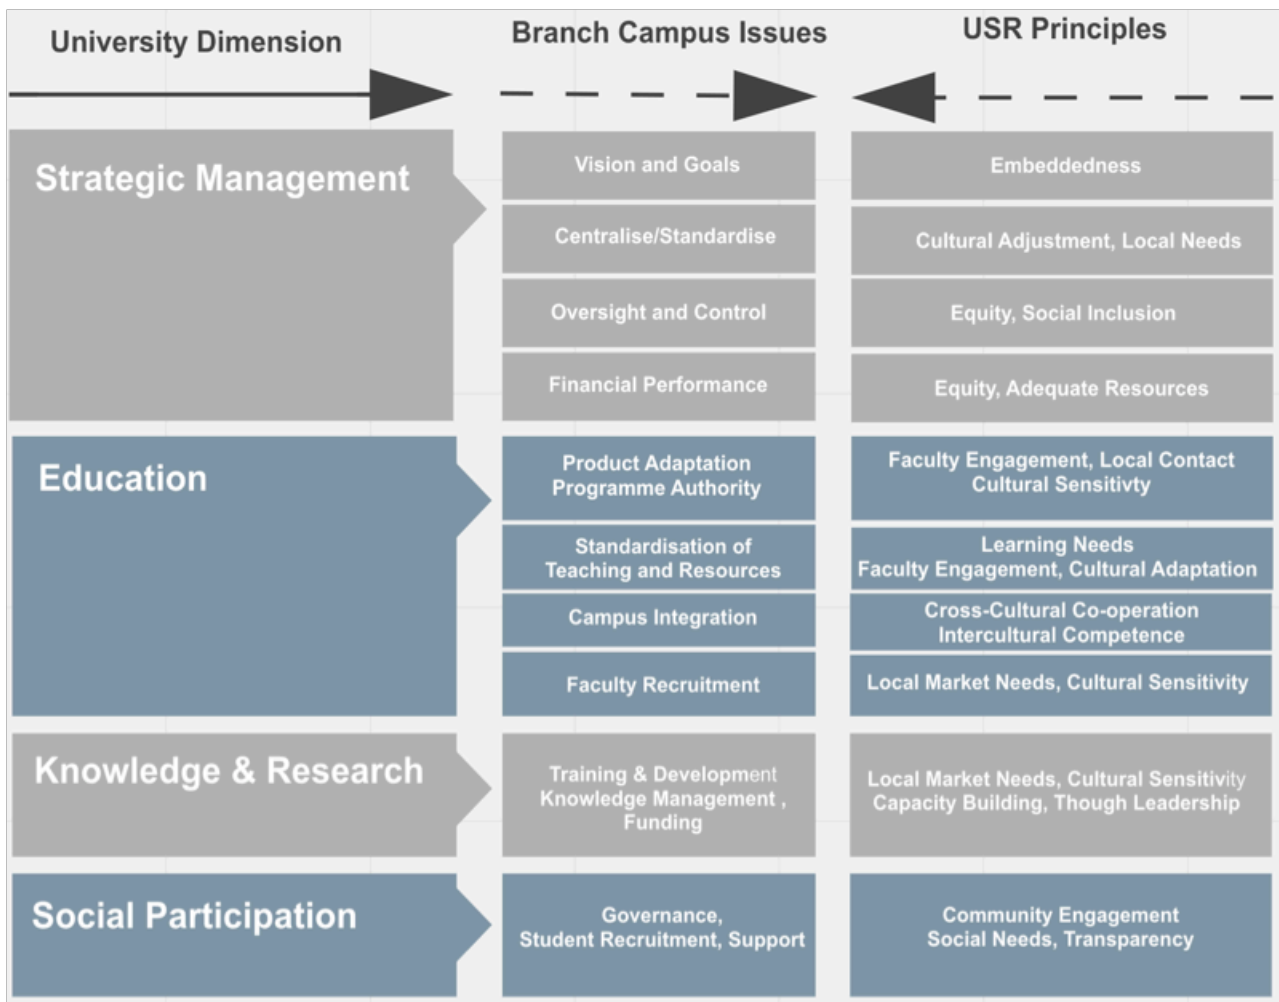 University Dimension
Branch Campus Issues
USR Principles
Strategic Management
Vision and Goals
Embeddedness
Centralise/Standardise
Cultural Adjustment, Local Needs
Oversight and Control
Equity, Social Inclusion
Financial Performance
Equity, Adequate Resources
Education
Product Adaptation
Programme Authority
Faculty Engagement, Local Contact
Cultural Sensitivty
Standardisation of
Teaching and Resources
Learning Needs
Faculty Engagement, Cultural Adaptation
Campus Integration
Cross-Cultural Co-operation
Intercultural Competence
Faculty Recruitment
Local Market Needs, Cultural Sensitivity
Knowledge & Research
Training & Development
Knowledge Management ,
Funding
Local Market Needs, Cultural Sensitivity
Capacity Building, Though Leadership
Social Participation
Governance,
Student Recruitment, Support
Community Engagement
Social Needs, Transparency